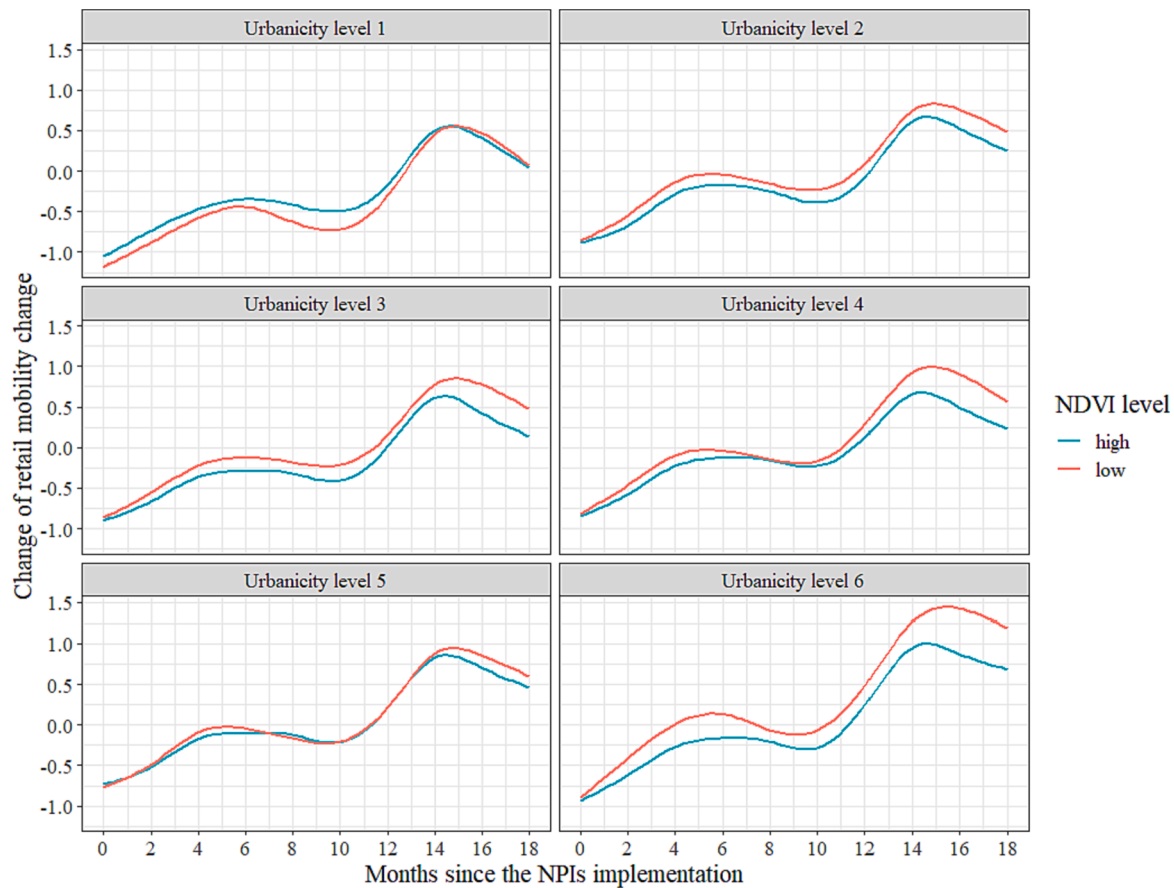 Urbanicity level 1
Urbanicity level 2
1.5
1.0
0.5
0.0
-0.5
-1.0
Urbanicity level 3
Urbanicity level 4
1.5
1.0
0.5
0.0
-0.5
-1.0
Urbanicity level 5
Urbanicity level 6
1.5
1.0
0.5
0.0
-0.5
-1.0
0 2 4 6 8 10 12 14 16 18
0 2 4 6 8 10 12 14 16 18
Months since the NPIs implementation
Change of retail mobility change
NDVI level
high
low